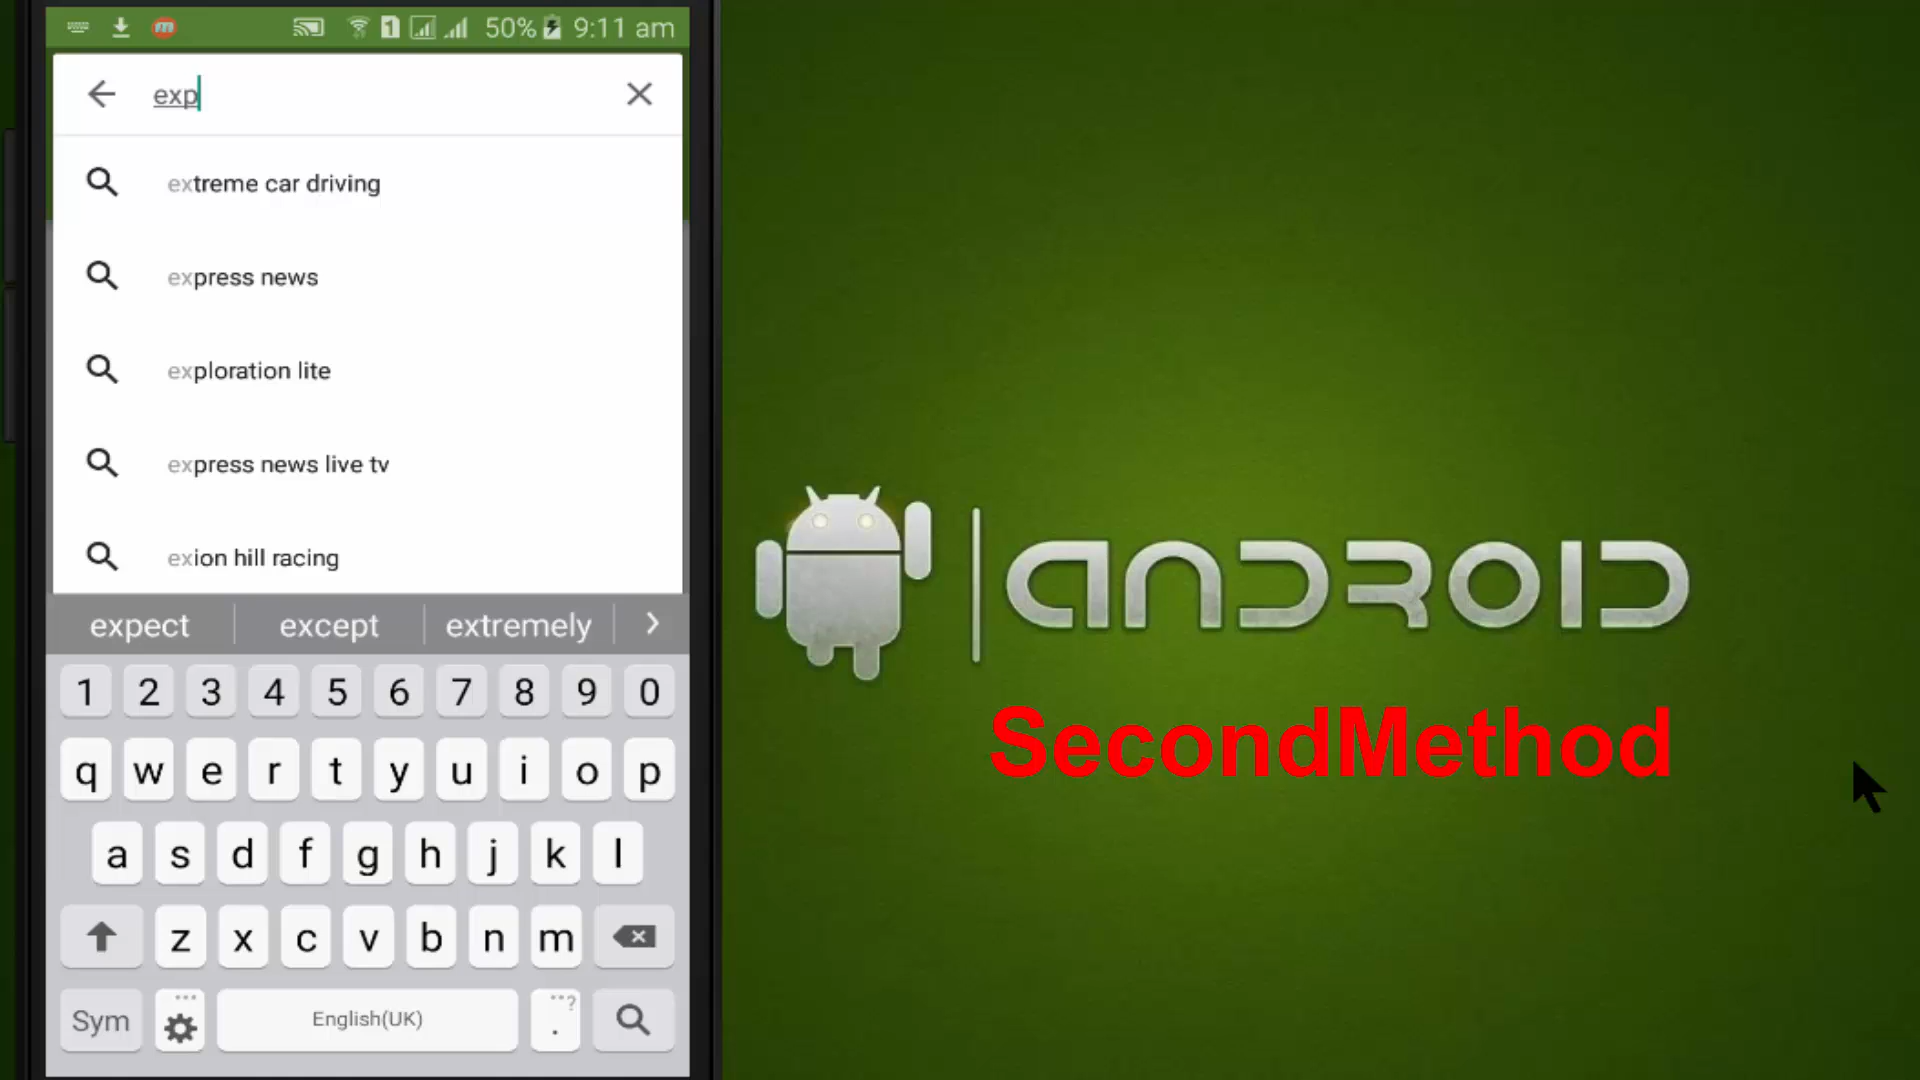 50% 9:11 am
exp
extreme car driving
express news
exploration lite
express news live tv
exion hill racing
expect except extremely
1 2 3 4 5 6 7 8 9 0
q w e r t y u i o p
a s d f g h j k l
z x c v b n m
Sym English(UK) . ?
ANDROID
SecondMethod